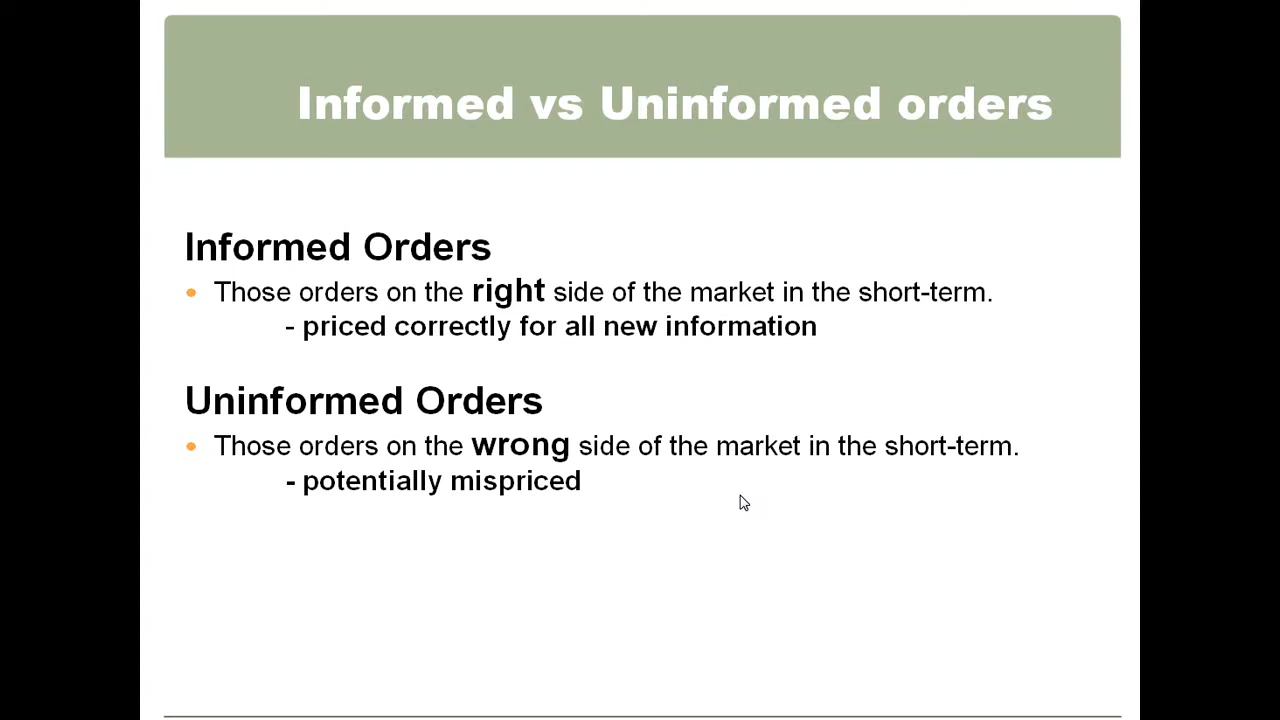 Informed vs Uninformed orders
Informed Orders
• Those orders on the right side of the market in the short-term.
- priced correctly for all new information
Uninformed Orders
• Those orders on the wrong side of the market in the short-term.
- potentially mispriced